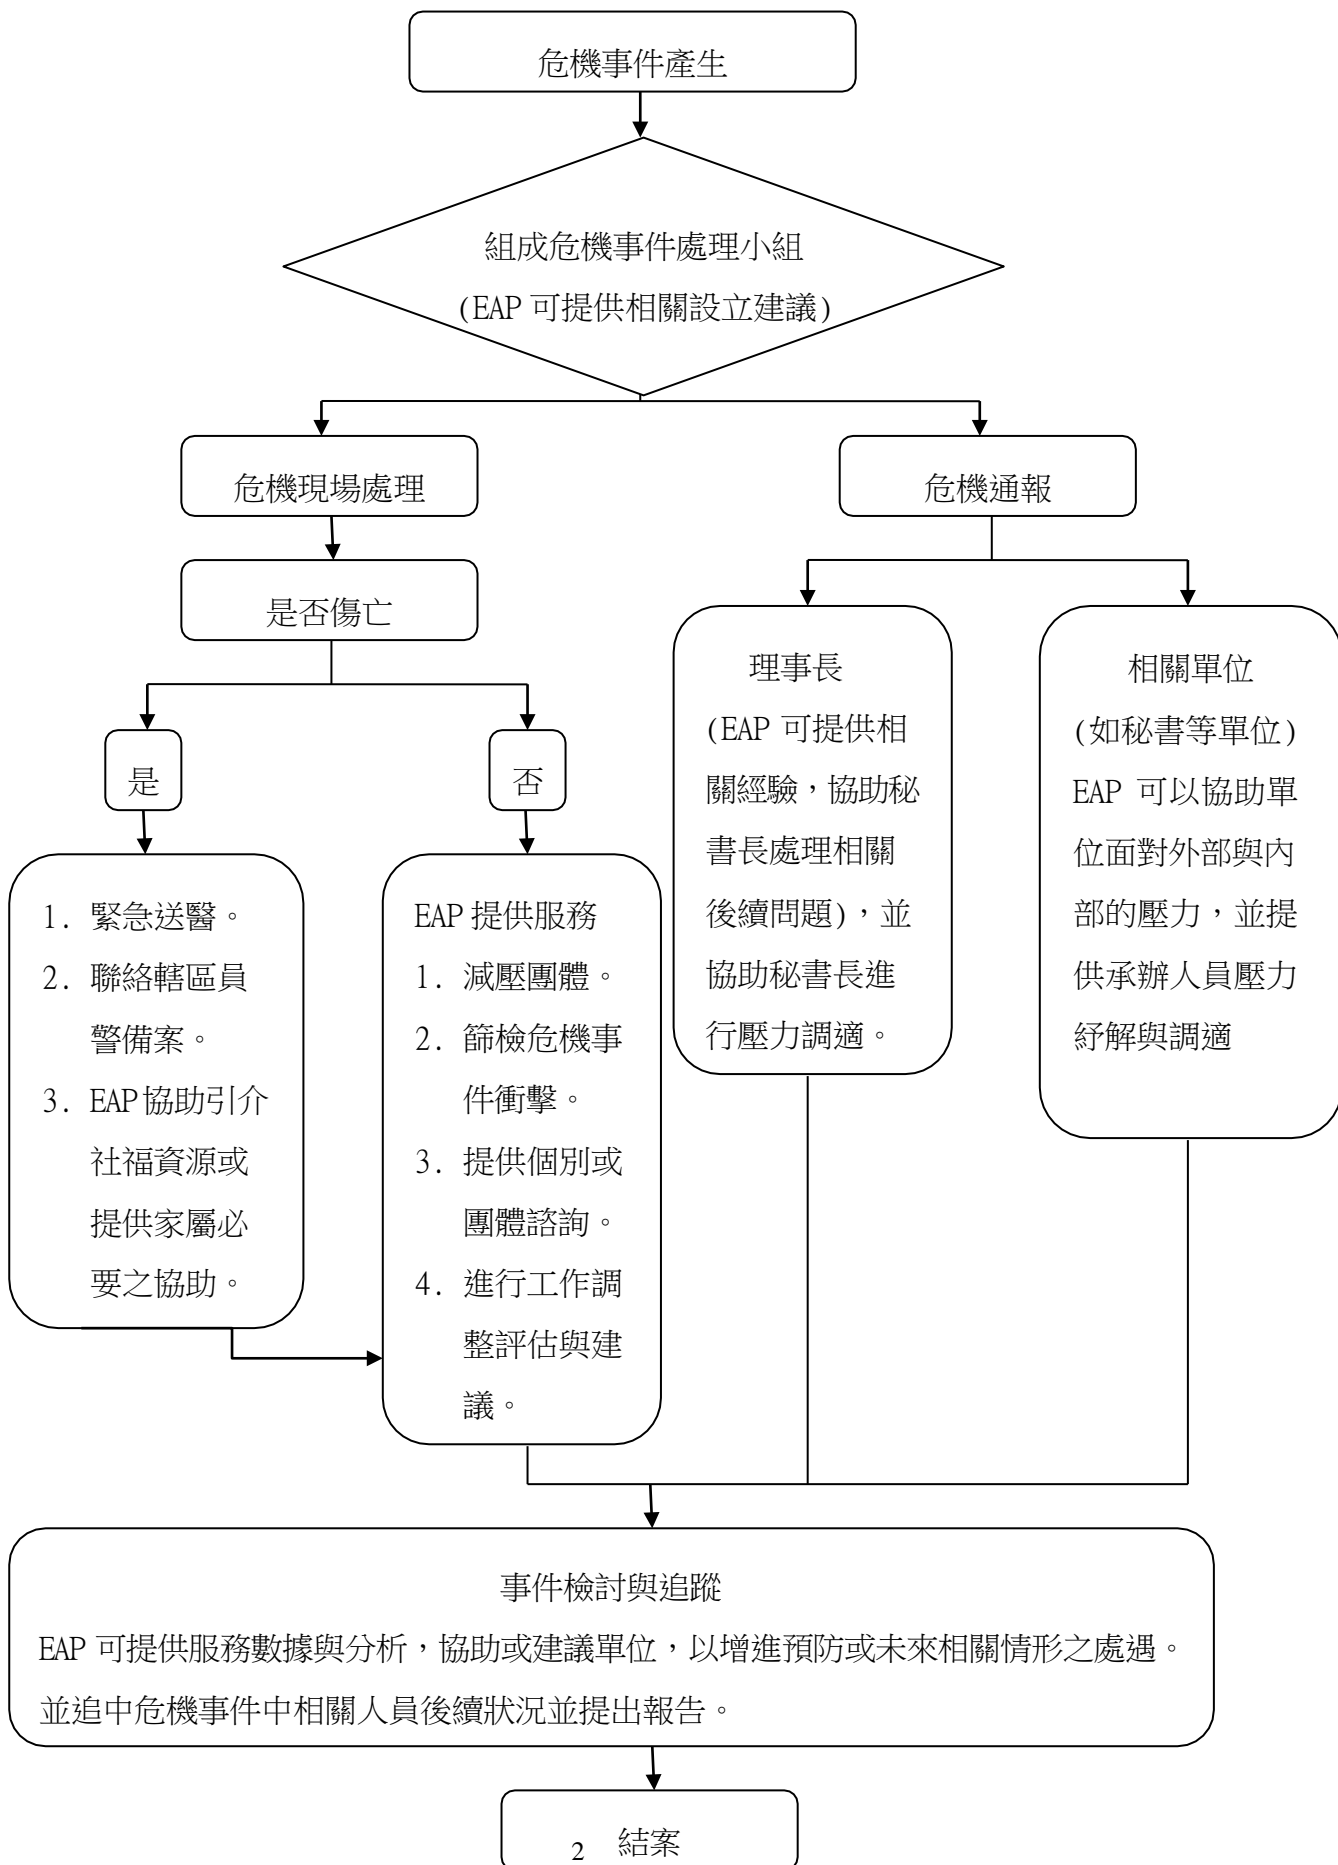 危機事件產生
組成危機事件處理小組
(EAP 可提供相關設立建議)
危機現場處理
危機通報
是否傷亡
是
否
1. 緊急送醫。
2. 聯絡轄區員
警備案。
3. EAP協助引介
社福資源或
提供家屬必
要之協助。
EAP 提供服務
1. 減壓團體。
2. 篩檢危機事
件衝擊。
3. 提供個別或
團體諮詢。
4. 進行工作調
整評估與建
議。
理事長
(EAP 可提供相
關經驗，協助秘
書長處理相關
後續問題)，並
協助秘書長進
行壓力調適。
相關單位
(如秘書等單位)
EAP 可以協助單
位面對外部與內
部的壓力，並提
供承辦人員壓力
紓解與調適
事件檢討與追蹤
EAP 可提供服務數據與分析，協助或建議單位，以增進預防或未來相關情形之處遇。
並追中危機事件中相關人員後續狀況並提出報告。
結案
2